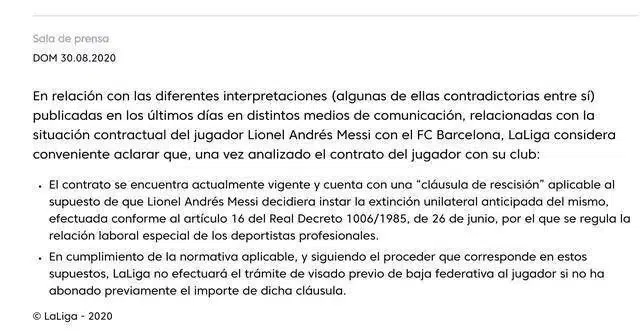 Sala de prensa
DOM 30.08.2020
En relación con las diferentes interpretaciones (algunas de ellas contradictorias entre sí)
publicadas en los últimos días en distintos medios de comunicación, relacionadas con la
situación contractual del jugador Lionel Andrés Messi con el FC Barcelona, LaLiga considera
conveniente aclarar que, una vez analizado el contrato del jugador con su club:
• El contrato se encuentra actualmente vigente y cuenta con una “cláusula de rescisión” aplicable al
supuesto de que Lionel Andrés Messi decidiera instar la extinción unilateral anticipada del mismo,
efectuada conforme al artículo 16 del Real Decreto 1006/1985, de 26 de junio, por el que se regula la
relación laboral especial de los deportistas profesionales.
• En cumplimiento de la normativa aplicable, y siguiendo el proceder que corresponde en estos
supuestos, LaLiga no efectuará el trámite de visado previo de baja federativa al jugador si no ha
abonado previamente el importe de dicha cláusula.
© LaLiga - 2020